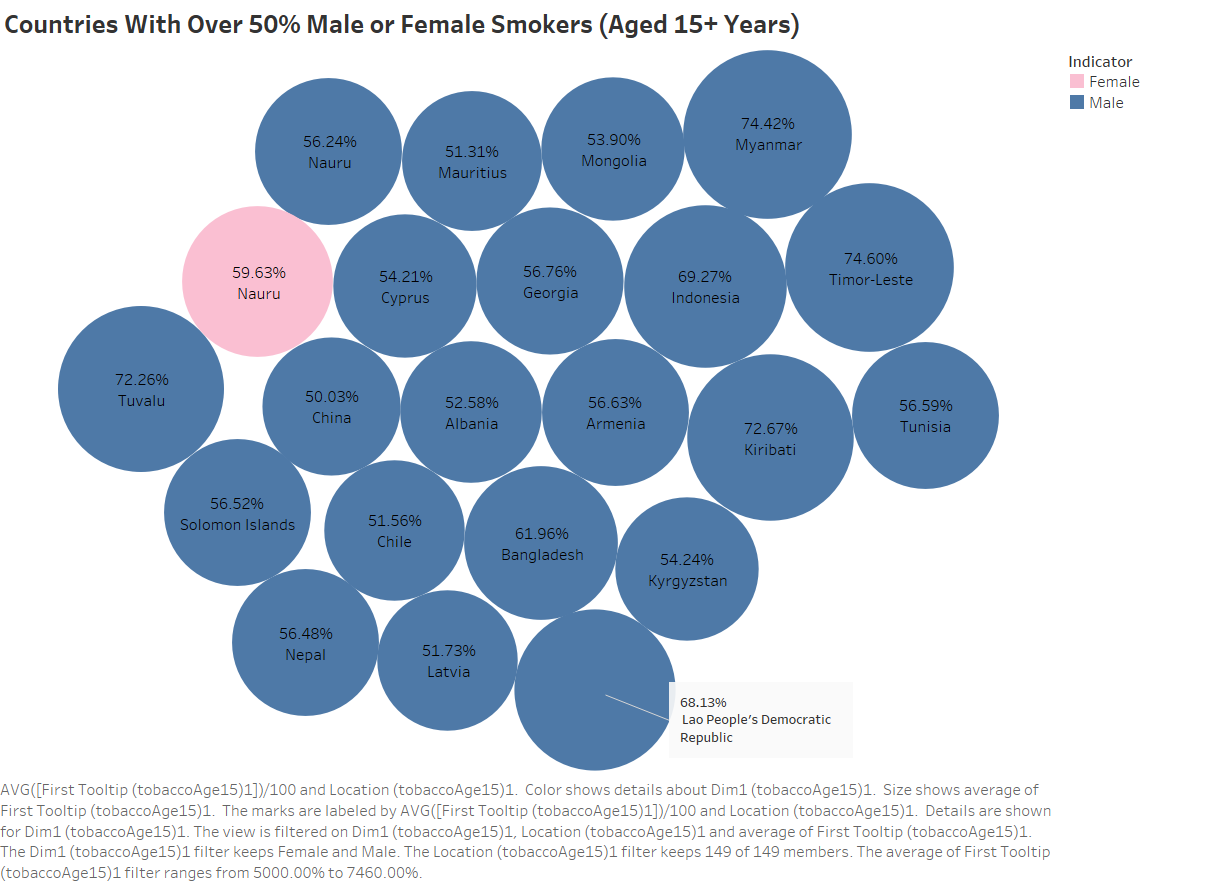 Countries With Over 50% Male or Female Smokers (Aged 15+ Years)
Indicator
Female
Male
56.24%
Nauru
51.31%
Mauritius
53.90%
Mongolia
74.42%
Myanmar
59.63%
Nauru
54.21%
Cyprus
56.76%
Georgia
69.27%
Indonesia
74.60%
Timor-Leste
72.26%
Tuvalu
50.03%
China
52.58%
Albania
56.63%
Armenia
72.67%
Kiribati
56.59%
Tunisia
56.52%
Solomon Islands
51.56%
Chile
61.96%
Bangladesh
54.24%
Kyrgyzstan
56.48%
Nepal
51.73%
Latvia
68.13%
Lao People's Democratic
Republic
AVG([First Tooltip (tobaccoAge15)1])/100 and Location (tobaccoAge15)1.  Color shows details about Dim1 (tobaccoAge15)1.  Size shows average of
First Tooltip (tobaccoAge15)1.  The marks are labeled by AVG([First Tooltip (tobaccoAge15)1])/100 and Location (tobaccoAge15)1.  Details are shown
for Dim1 (tobaccoAge15)1. The view is filtered on Dim1 (tobaccoAge15)1, Location (tobaccoAge15)1 and average of First Tooltip (tobaccoAge15)1.
The Dim1 (tobaccoAge15)1 filter keeps Female and Male. The Location (tobaccoAge15)1 filter keeps 149 of 149 members. The average of First Tooltip
(tobaccoAge15)1 filter ranges from 5000.00% to 7460.00%.